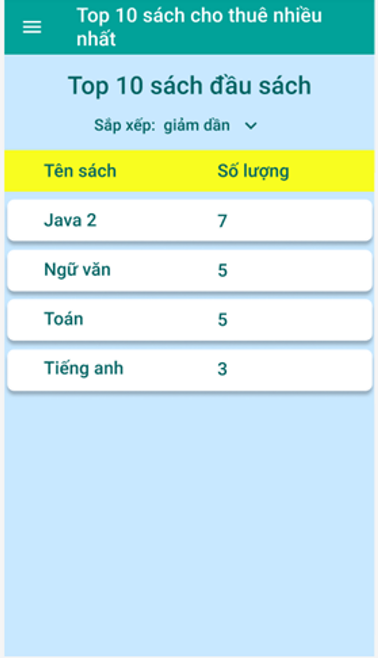 Top 10 sách cho thuê nhiều
nhất
Top 10 sách đầu sách
Sắp xếp: giảm dần
Tên sách Số lượng
Java 2 7
Ngữ văn 5
Toán 5
Tiếng anh 3